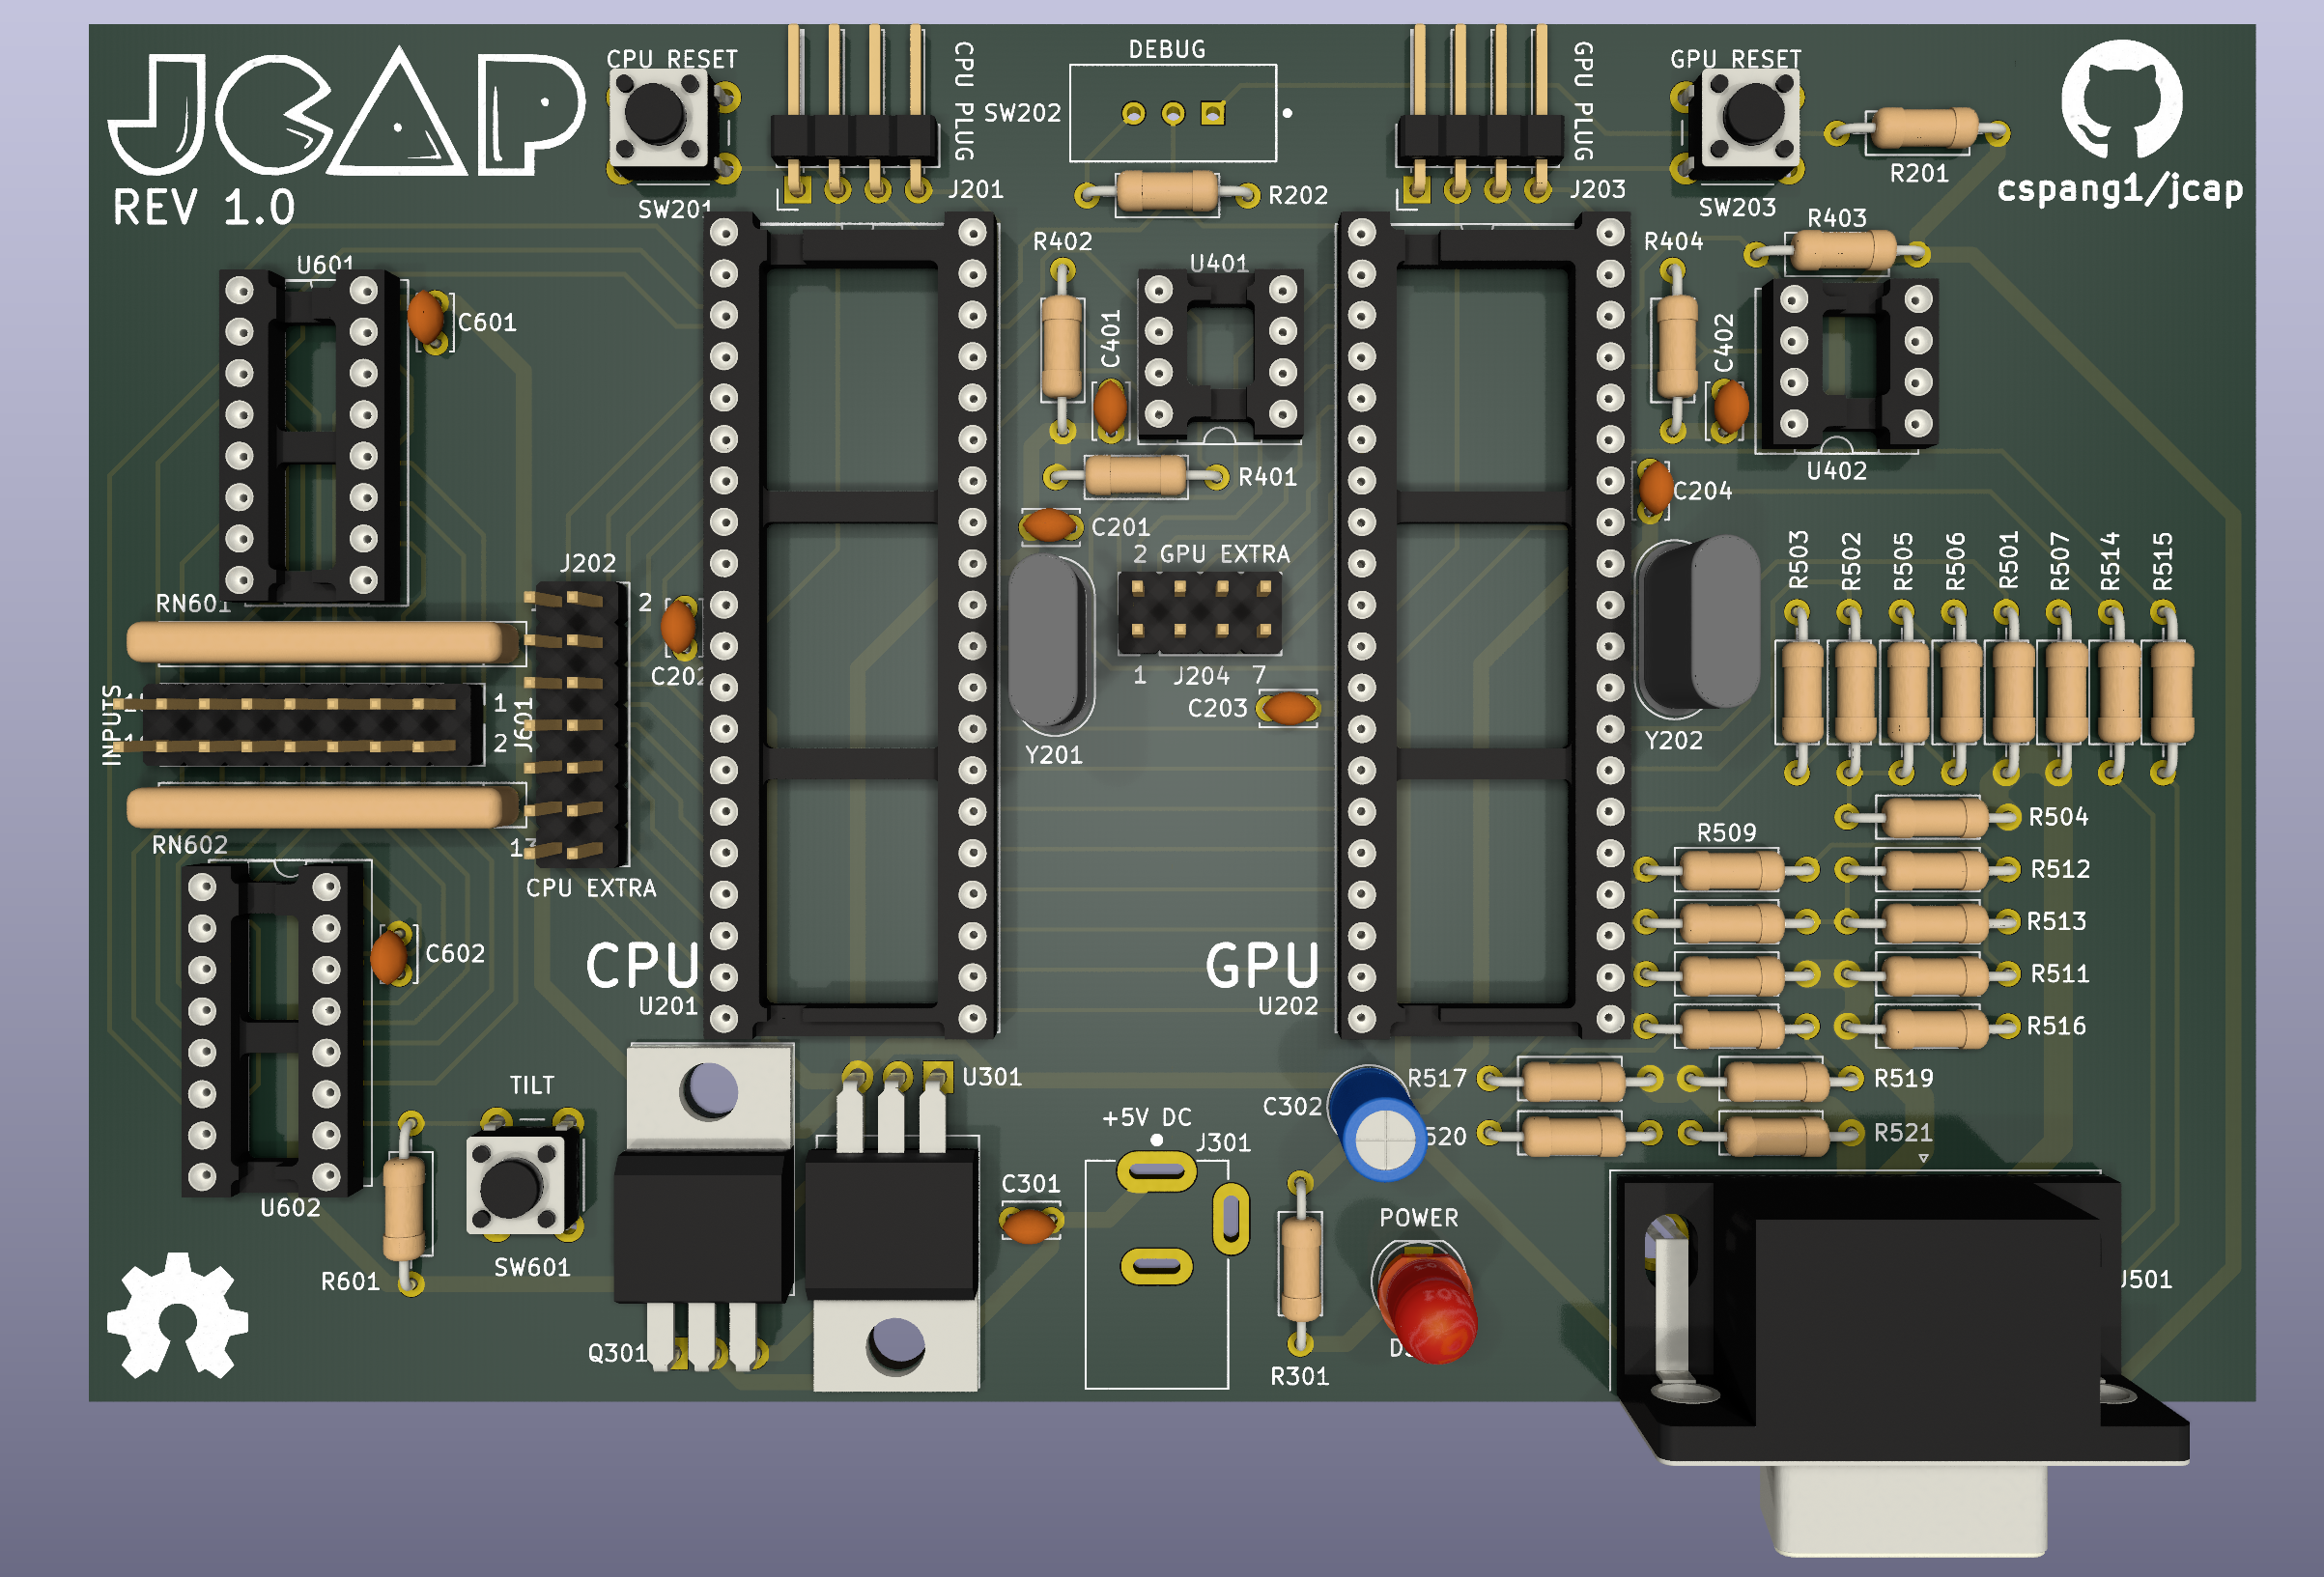 JCAP
REV 1.0
CPU RESET
SW201
CPU PLUG
J201
DEBUG
SW202
R202
GPU PLUG
J203
GPU RESET
SW203
R201
cspang1/jcap
R403
R404
R402
U401
C401
C402
U402
R401
C201
C204
U601
C601
RN601
J202
2
C202
2 GPU EXTRA
1 J204 7
C203
Y201
Y202
R503
R502
R505
R506
R501
R507
R514
R515
INPUTS
1
2
J601
RN602
CPU EXTRA
R504
R509
R512
R513
R511
R516
C602
CPU
U201
GPU
U202
U602
TILT
SW601
R601
U301
Q301
C301
+5V DC
J301
C302
R517
R519
520
R521
POWER
R301
J501